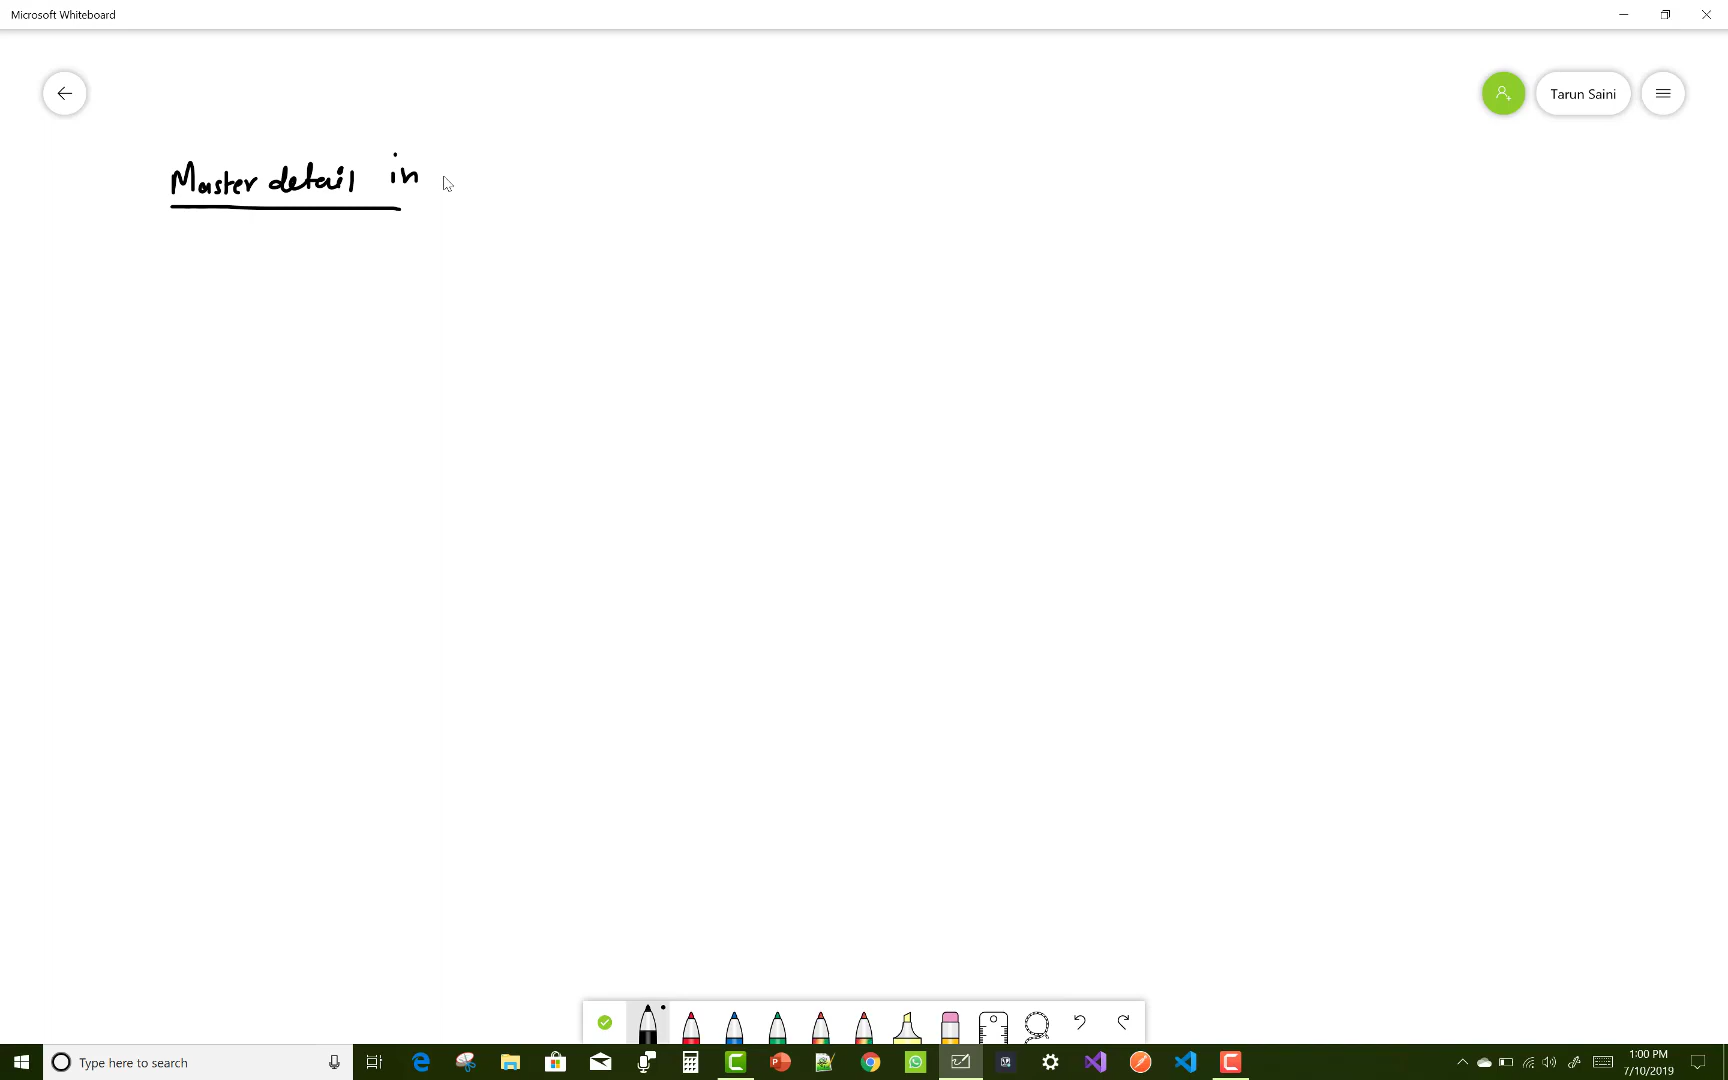 Microsoft Whiteboard
Tarun Saini
Master detail in
Type here to search
1:00 PM
7/10/2019